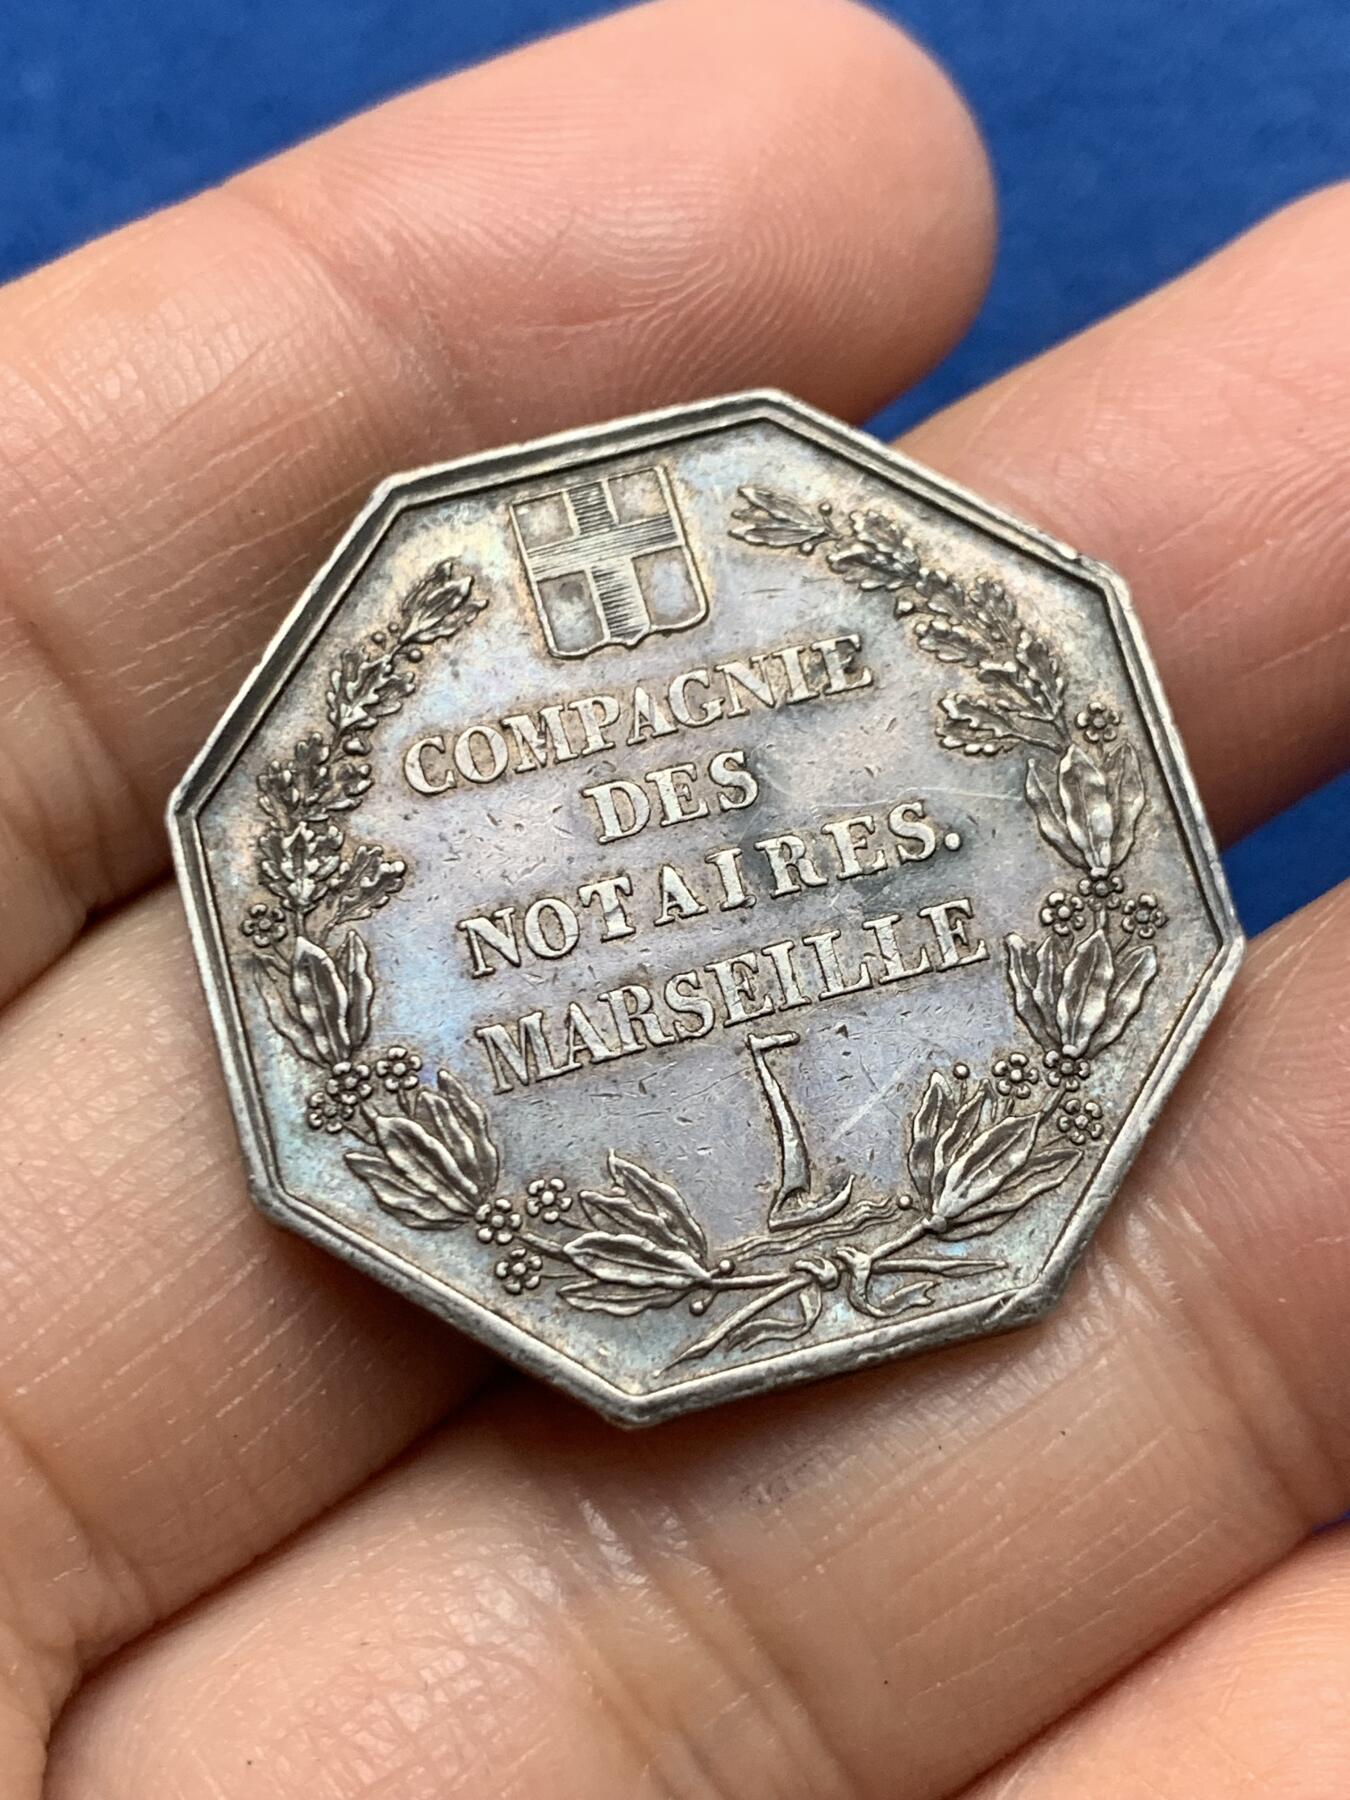 COMPAGNIE
DES
NOTAIRES.
MARSEILLE